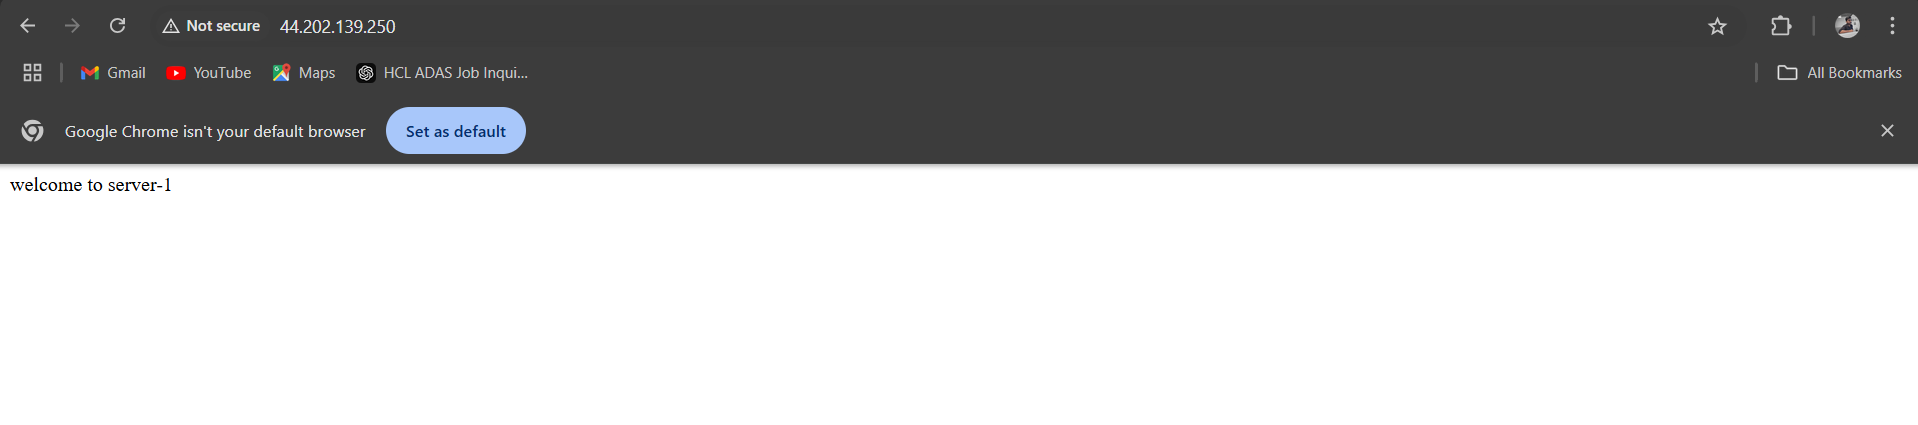 Not secure 44.202.139.250
Gmail YouTube Maps HCL ADAS Job Inqui... All Bookmarks
Google Chrome isn't your default browser Set as default
welcome to server-1